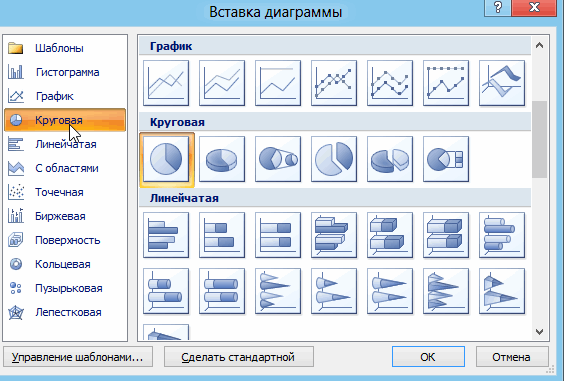 Вставка диаграммы
?
Шаблоны
Гистограмма
График
Круговая
Линейчатая
С областями
Точечная
Биржевая
Поверхность
Кольцевая
Пузырьковая
Лепестковая
График
Круговая
Линейчатая
Управление шаблонами...
Сделать стандартной
ОК
Отмена